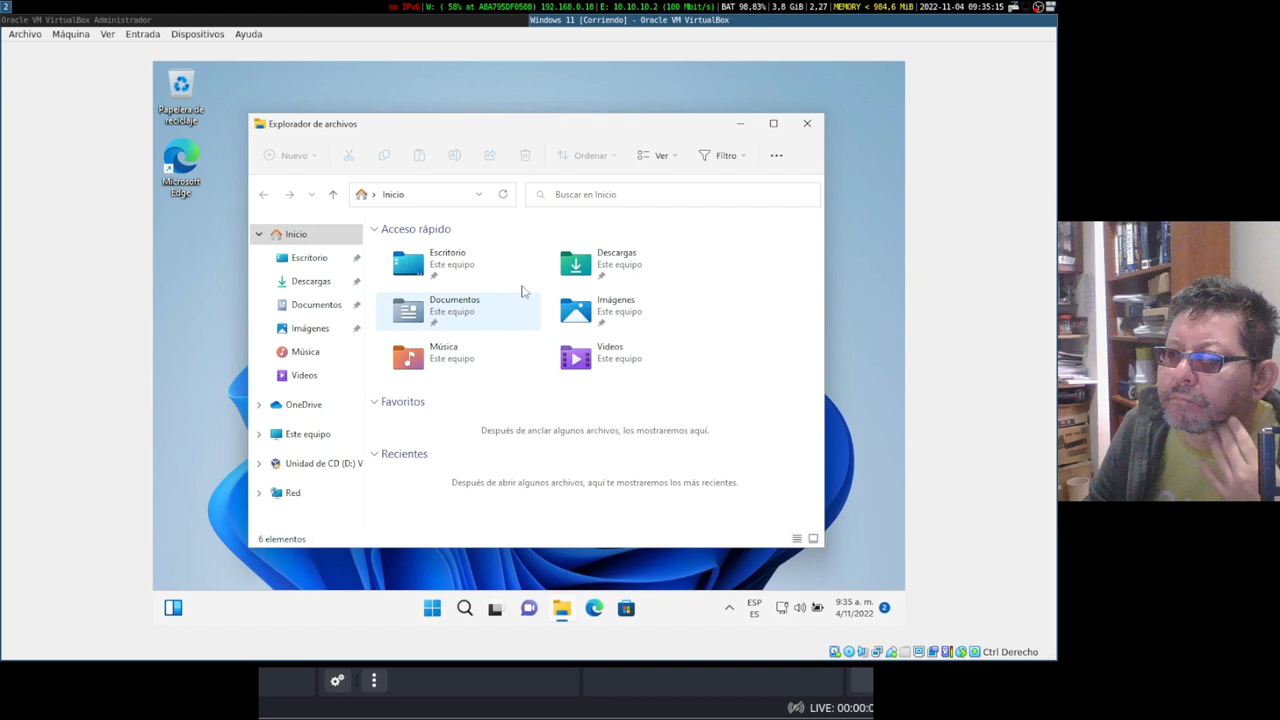 2
no IPv6|W: ( 58% at A8A795DF0508) 192.168.0.18| E: 10.10.10.2 (100 Mb/s)|BAT 98.83%|3,8 GiB|2,27|MEMORY < 984,6 MiB|2022-11-04 09:35:15
Oracle VM VirtualBox Administrador
Windows 11 [Corriendo] - Oracle VM VirtualBox
Archivo Máquina Ver Entrada Dispositivos Ayuda
Papelera de
reciclaje
Microsoft
Edge
Explorador de archivos
Nuevo
Ordenar
Ver
Filtro
Inicio
Buscar en Inicio
Inicio
Escritorio
Descargas
Documentos
Imágenes
Música
Videos
OneDrive
Este equipo
Unidad de CD (D:) V
Red
Acceso rápido
Escritorio
Este equipo
Descargas
Este equipo
Documentos
Este equipo
Imágenes
Este equipo
Música
Este equipo
Videos
Este equipo
Favoritos
Después de anclar algunos archivos, los mostraremos aquí.
Recientes
Después de abrir algunos archivos, aquí te mostraremos los más recientes.
6 elementos
ESP
ES
9:35 a. m.
4/11/2022
2
Ctrl Derecho
LIVE: 00:00:0